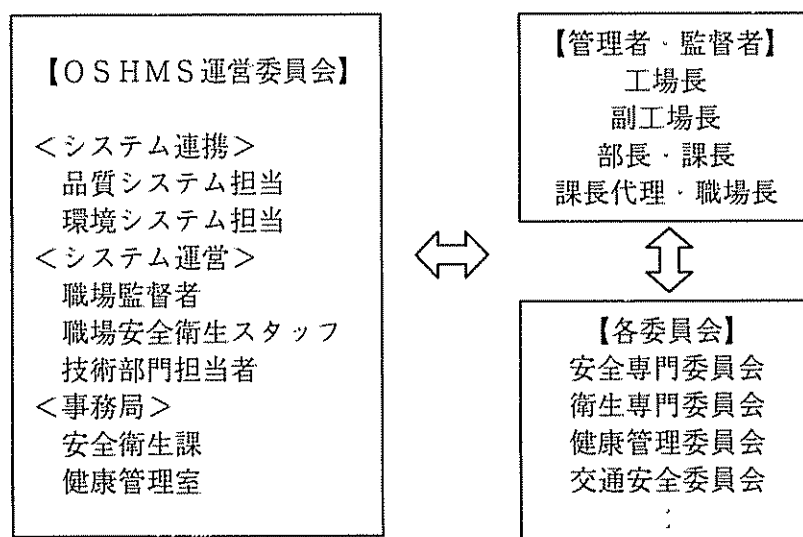 【OSHMS運営委員会】
＜システム連携＞
品質システム担当
環境システム担当
＜システム運営＞
職場監督者
職場安全衛生スタッフ
技術部門担当者
＜事務局＞
安全衛生課
健康管理室
【管理者・監督者】
工場長
副工場長
部長・課長
課長代理・職場長
【各委員会】
安全専門委員会
衛生専門委員会
健康管理委員会
交通安全委員会
：